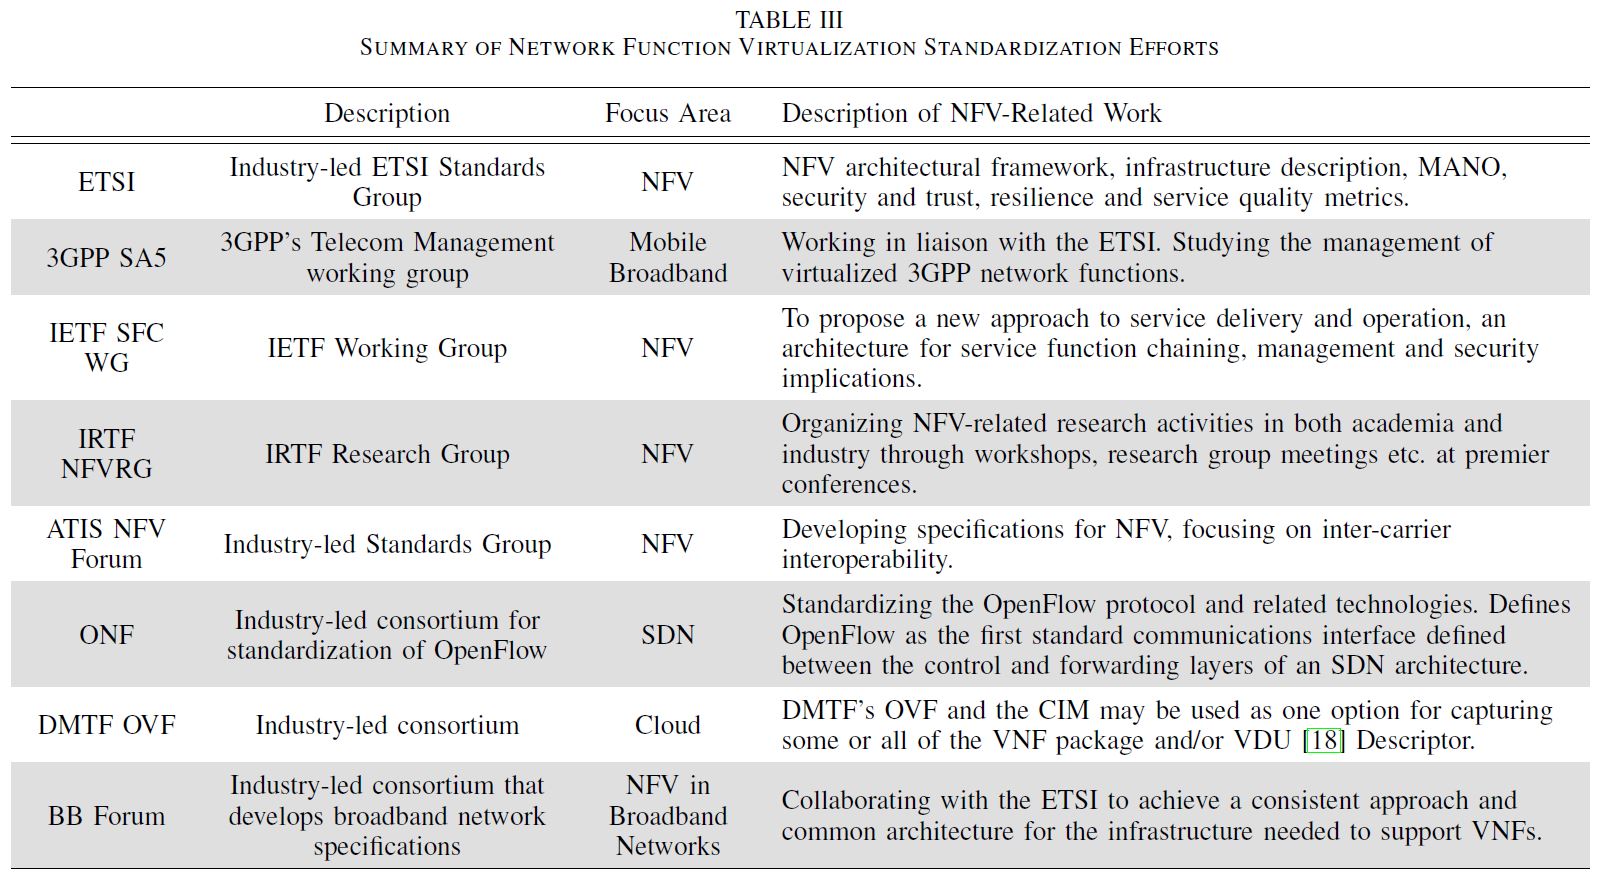 TABLE III
SUMMARY OF NETWORK FUNCTION VIRTUALIZATION STANDARDIZATION EFFORTS
Description Focus Area Description of NFV-Related Work
ETSI
Industry-led ETSI Standards
Group
NFV
NFV architectural framework, infrastructure description, MANO,
security and trust, resilience and service quality metrics.
3GPP SA5
3GPP's Telecom Management
working group
Mobile
Broadband
Working in liaison with the ETSI. Studying the management of
virtualized 3GPP network functions.
IETF SFC
WG
IETF Working Group
NFV
To propose a new approach to service delivery and operation, an
architecture for service function chaining, management and security
implications.
IRTF
NFVRG
IRTF Research Group
NFV
Organizing NFV-related research activities in both academia and
industry through workshops, research group meetings etc. at premier
conferences.
ATIS NFV
Forum
Industry-led Standards Group
NFV
Developing specifications for NFV, focusing on inter-carrier
interoperability.
ONF
Industry-led consortium for
standardization of OpenFlow
SDN
Standardizing the OpenFlow protocol and related technologies. Defines
OpenFlow as the first standard communications interface defined
between the control and forwarding layers of an SDN architecture.
DMTF OVF
Industry-led consortium
Cloud
DMTF's OVF and the CIM may be used as one option for capturing
some or all of the VNF package and/or VDU [18] Descriptor.
BB Forum
Industry-led consortium that
develops broadband network
specifications
NFV in
Broadband
Networks
Collaborating with the ETSI to achieve a consistent approach and
common architecture for the infrastructure needed to support VNFs.